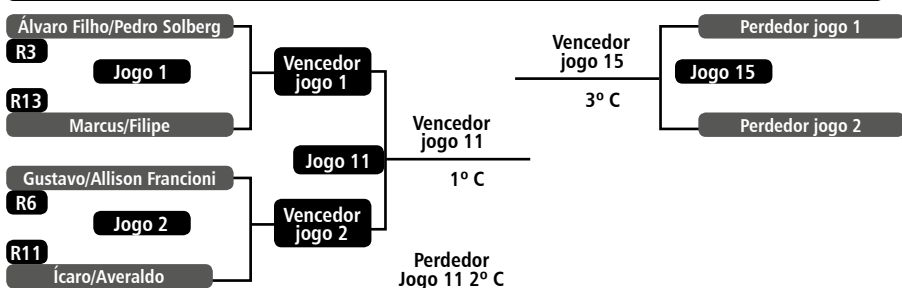 Álvaro Filho/Pedro Solberg
R3
Jogo 1
R13
Marcus/Filipe
Vencedor
jogo 1
Jogo 11
Gustavo/Allison Francioni
R6
Jogo 2
R11
Ícaro/Averaldo
Vencedor
jogo 2
Vencedor
jogo 11
1º C
Perdedor
Jogo 11 2º C
Vencedor
jogo 15
3º C
Perdedor jogo 1
Jogo 15
Perdedor jogo 2